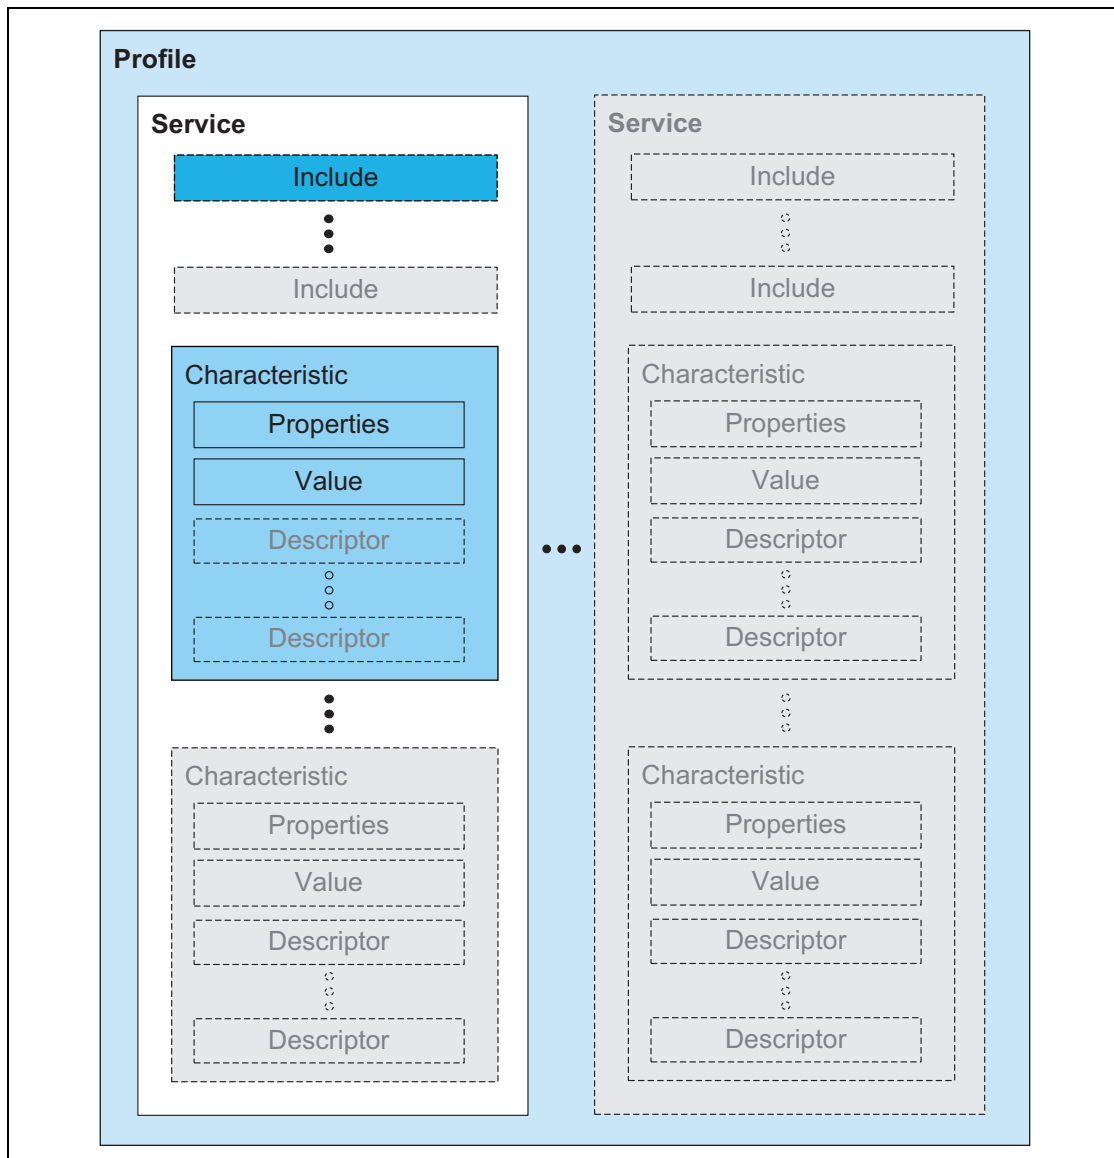 Profile
Service
Include
Include
Characteristic
Properties
Value
Descriptor
Descriptor
Characteristic
Properties
Value
Descriptor
Descriptor
Service
Include
Include
Characteristic
Properties
Value
Descriptor
Descriptor
Characteristic
Properties
Value
Descriptor
Descriptor